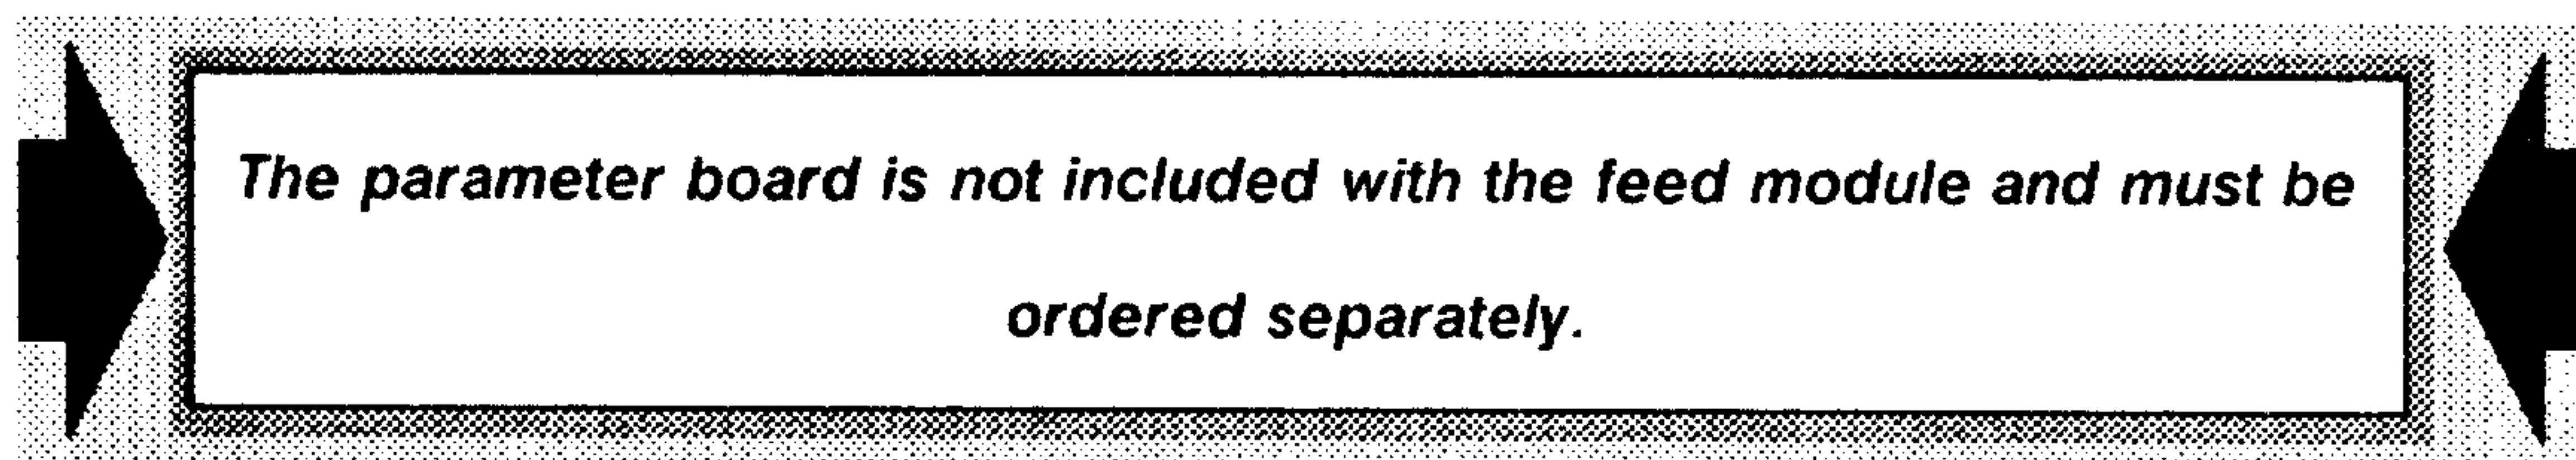 The parameter board is not included with the feed module and must be
ordered separately.